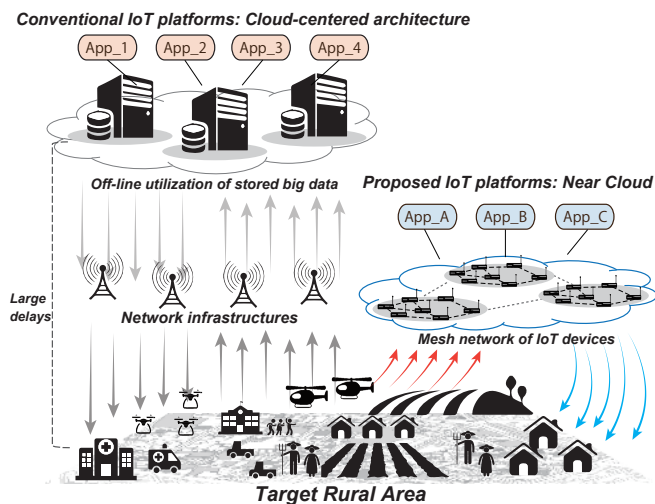 Conventional IoT platforms: Cloud-centered architecture
App_1
App_2
App_3
App_4
Off-line utilization of stored big data
Proposed IoT platforms: Near Cloud
App_A
App_B
App_C
Large
delays
Network infrastructures
Mesh network of IoT devices
Target Rural Area